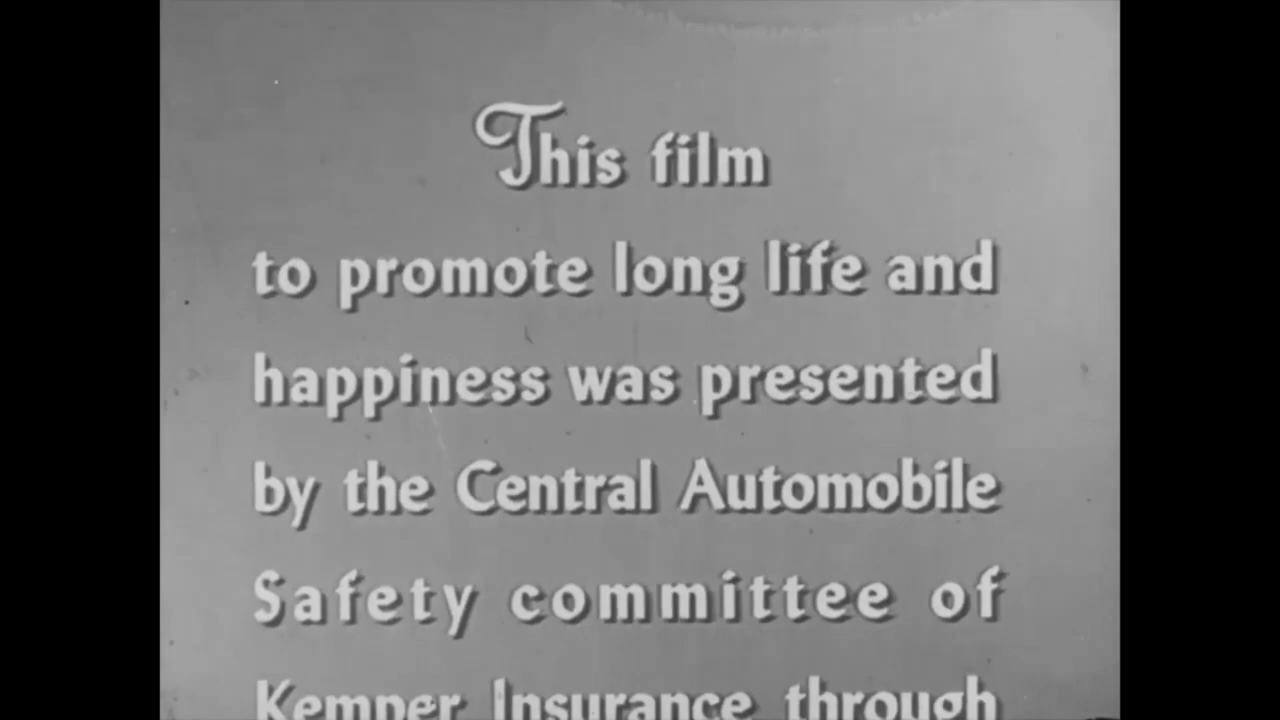 This film
to promote long life and
happiness was presented
by the Central Automobile
Safety committee of
Kemper Insurance through